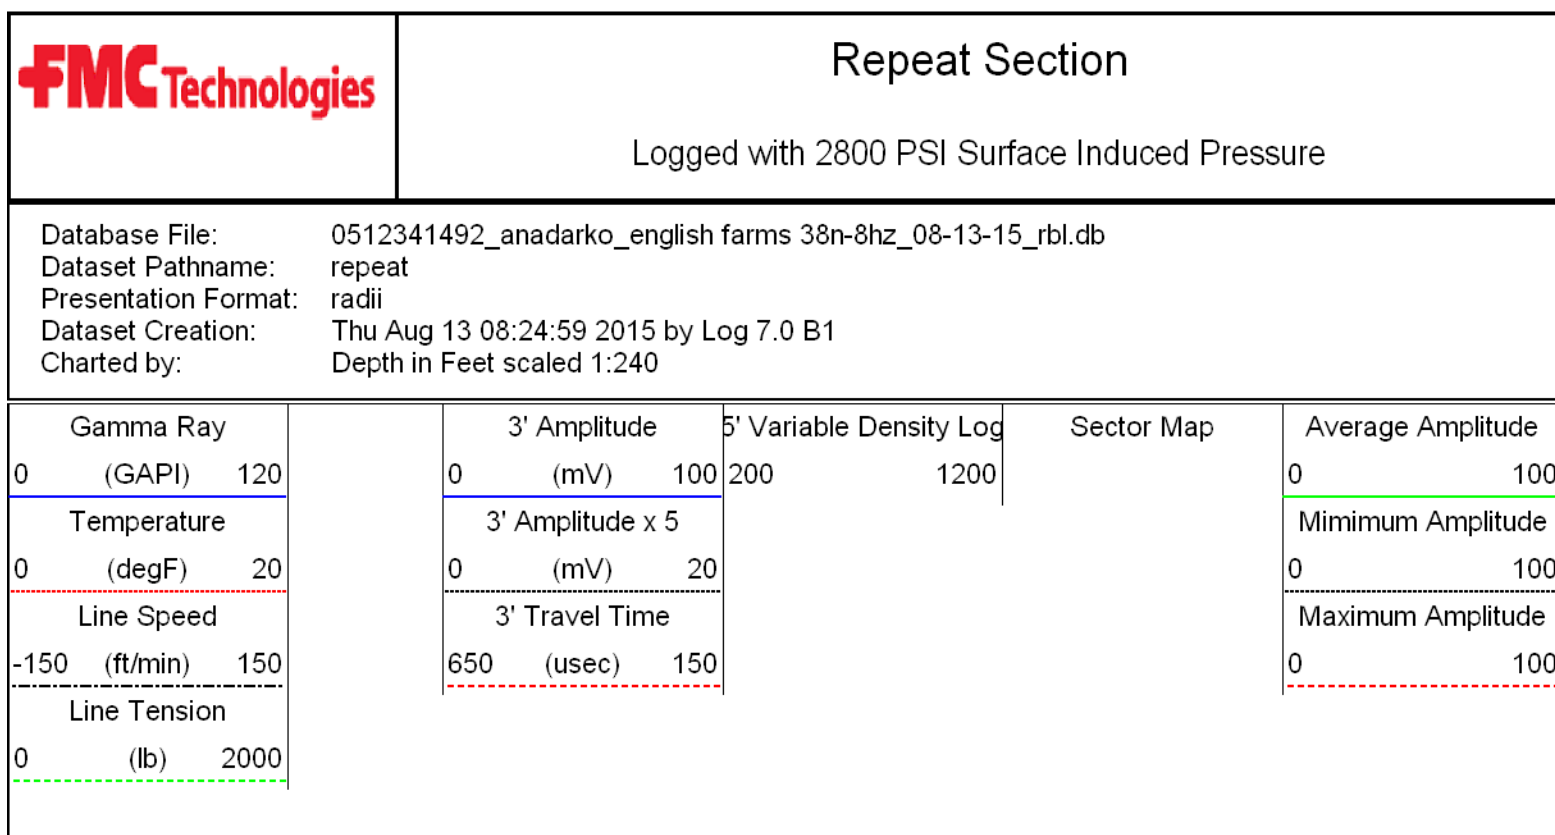 FMC Technologies
Repeat Section
Logged with 2800 PSI Surface Induced Pressure
Database File: 0512341492_anadarko_english farms 38n-8hz_08-13-15_rbl.db
Dataset Pathname: repeat
Presentation Format: radii
Dataset Creation: Thu Aug 13 08:24:59 2015 by Log 7.0 B1
Charted by: Depth in Feet scaled 1:240
Gamma Ray
0 (GAPI) 120
Temperature
0 (degF) 20
Line Speed
-150 (ft/min) 150
Line Tension
0 (lb) 2000
3' Amplitude
0 (mV) 100
3' Amplitude x 5
0 (mV) 20
3' Travel Time
650 (usec) 150
5' Variable Density Log
200 1200
Sector Map
Average Amplitude
0 100
Mimimum Amplitude
0 100
Maximum Amplitude
0 100